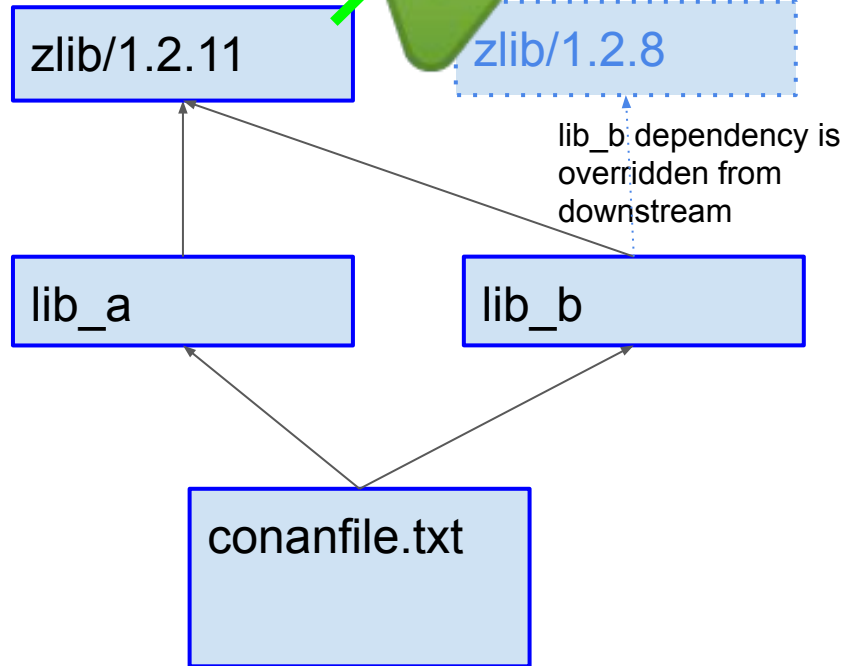 zlib/1.2.11
zlib/1.2.8
lib_b dependency is
overridden from
downstream
lib_a
lib_b
conanfile.txt